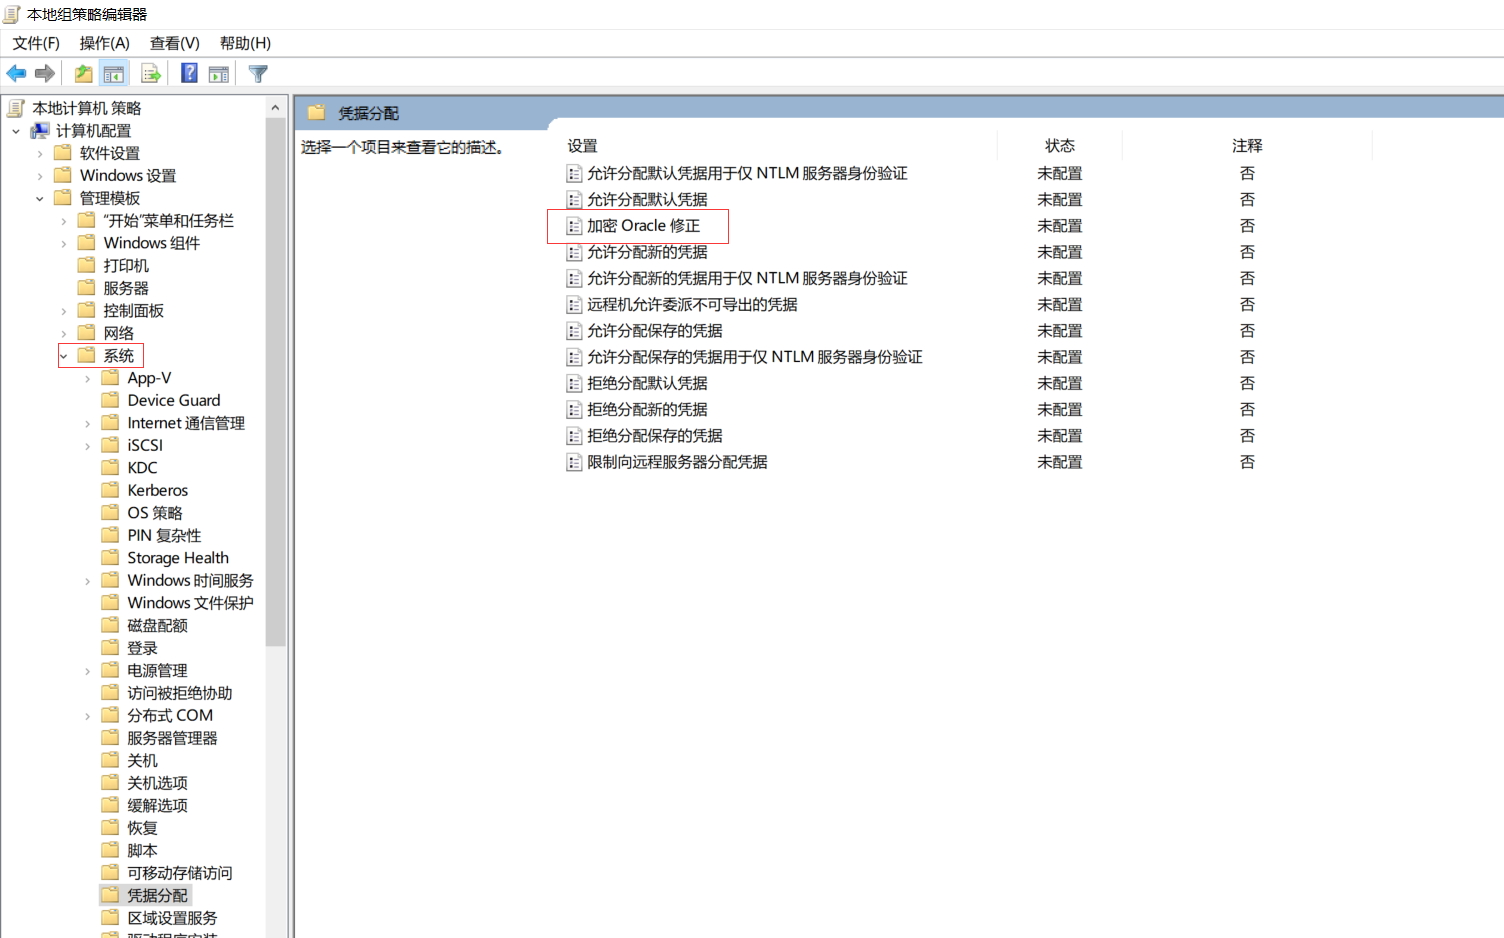 本地组策略编辑器
文件(F) 操作(A) 查看(V) 帮助(H)
本地计算机 策略
计算机配置
软件设置
Windows 设置
管理模板
“开始”菜单和任务栏
Windows 组件
打印机
服务器
控制面板
网络
系统
App-V
Device Guard
Internet 通信管理
iSCSI
KDC
Kerberos
OS 策略
PIN 复杂性
Storage Health
Windows 时间服务
Windows 文件保护
磁盘配额
登录
电源管理
访问被拒绝协助
分布式 COM
服务器管理器
关机
关机选项
缓解选项
恢复
脚本
可移动存储访问
凭据分配
区域设置服务
驱动程序安装
凭据分配
选择一个项目来查看它的描述。
设置 状态 注释
允许分配默认凭据用于仅 NTLM 服务器身份验证 未配置 否
允许分配默认凭据 未配置 否
加密 Oracle 修正 未配置 否
允许分配新的凭据 未配置 否
允许分配新的凭据用于仅 NTLM 服务器身份验证 未配置 否
远程机允许委派不可导出的凭据 未配置 否
允许分配保存的凭据 未配置 否
允许分配保存的凭据用于仅 NTLM 服务器身份验证 未配置 否
拒绝分配默认凭据 未配置 否
拒绝分配新的凭据 未配置 否
拒绝分配保存的凭据 未配置 否
限制向远程服务器分配凭据 未配置 否